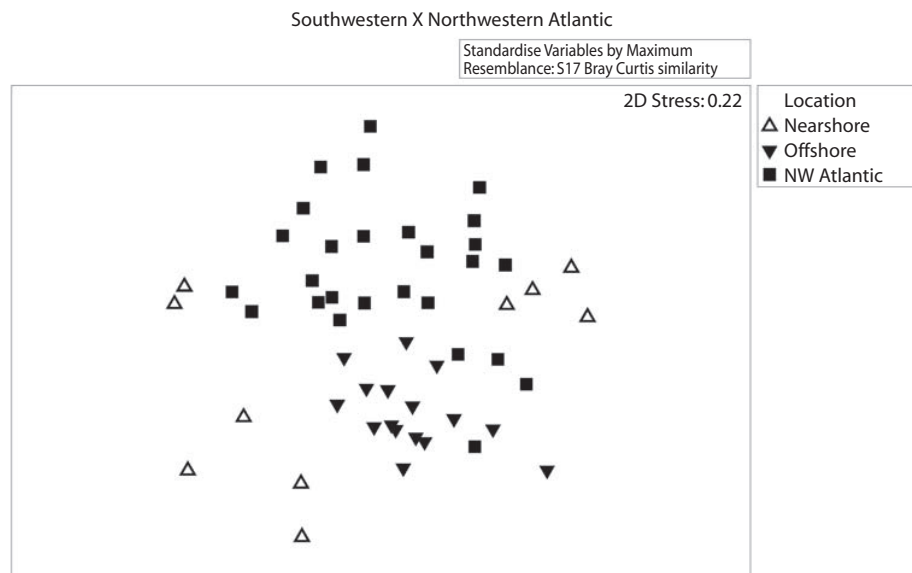 Southwestern X Northwestern Atlantic
Standardise Variables by Maximum
Resemblance: S17 Bray Curtis similarity
2D Stress: 0.22
Location
Nearshore
Offshore
NW Atlantic